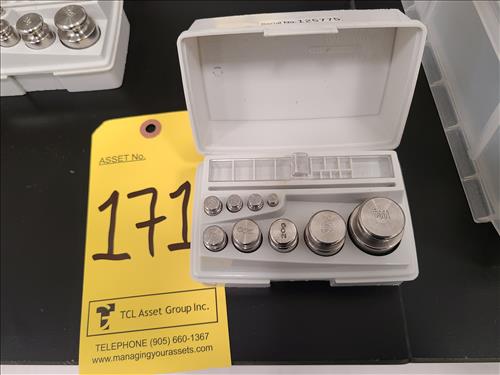 Serial No. 125775
ASSET No.
171
TCL Asset Group Inc.
TELEPHONE (905) 660-1367
www.managingyourassets.com